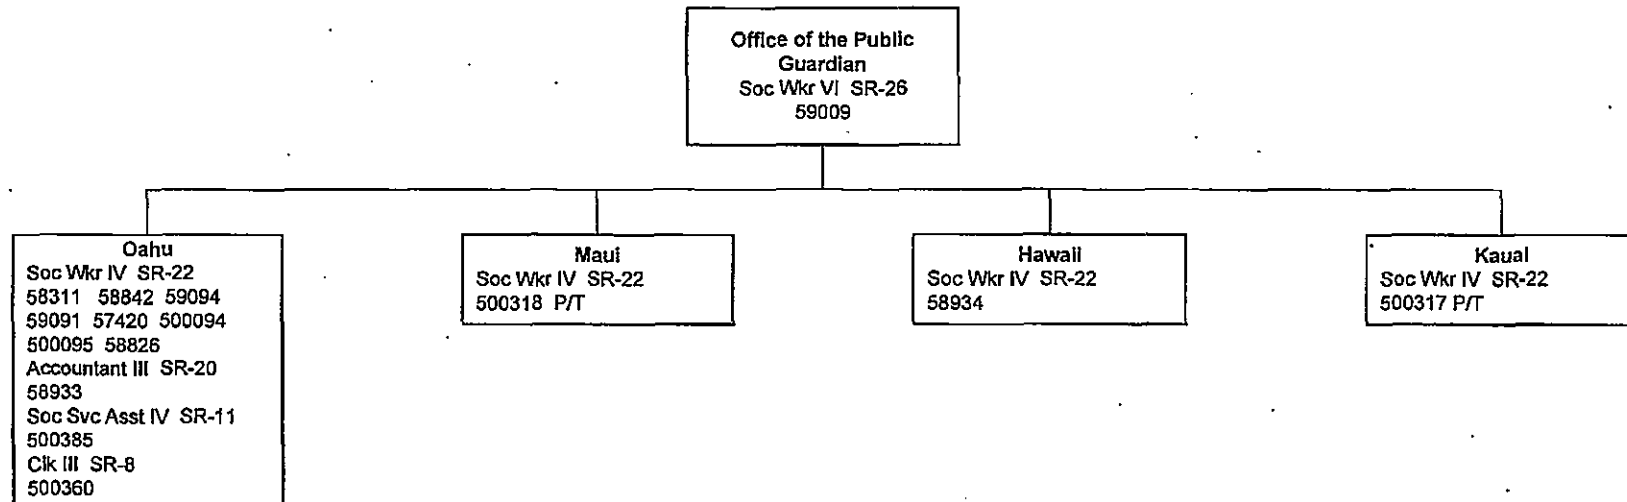 Office of the Public
Guardian
Soc Wkr VI SR-26
59009
Oahu
Soc Wkr IV SR-22
58311 58842 59094
59091 57420 500094
500095 58826
Accountant III SR-20
58933
Soc Svc Asst IV SR-11
500385
Clk III SR-8
500360
Maui
Soc Wkr IV SR-22
500318 P/T
Hawaii
Soc Wkr IV SR-22
58934
Kauai
Soc Wkr IV SR-22
500317 P/T